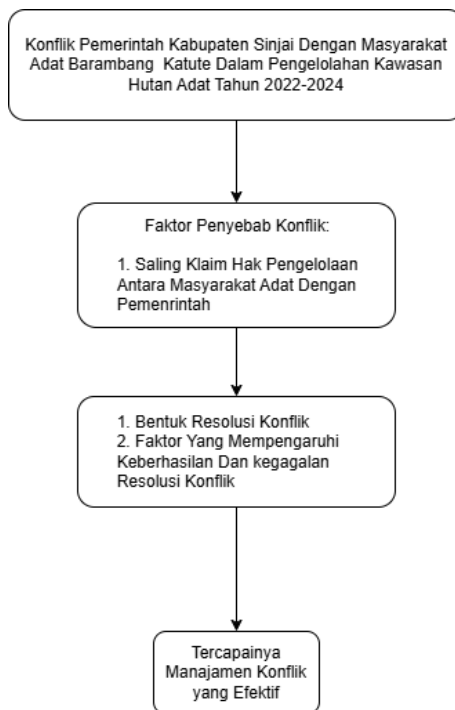 Konflik Pemerintah Kabupaten Sinjai Dengan Masyarakat
Adat Barambang  Katute Dalam Pengelolahan Kawasan
Hutan Adat Tahun 2022-2024
Faktor Penyebab Konflik:
1. Saling Klaim Hak Pengelolaan
Antara Masyarakat Adat Dengan
Pemenrintah
1. Bentuk Resolusi Konflik
2. Faktor Yang Mempengaruhi
Keberhasilan Dan kegagalan
Resolusi Konflik
Tercapainya
Manajamen Konflik
yang Efektif